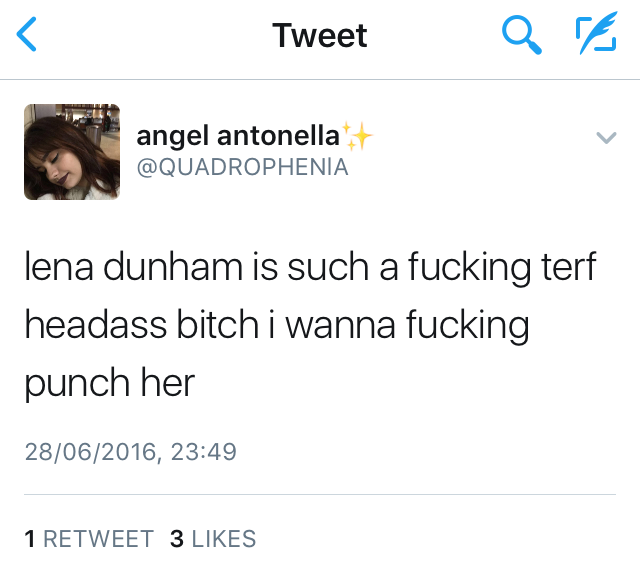 Tweet
angel antonella✨
@QUADROPHENIA
lena dunham is such a fucking terf
headass bitch i wanna fucking
punch her
28/06/2016, 23:49
1 RETWEET 3 LIKES